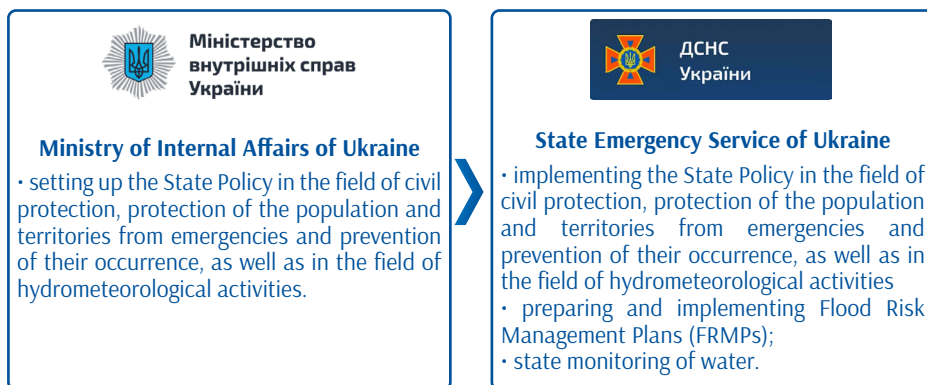 Міністерство
внутрішніх справ
України
Ministry of Internal Affairs of Ukraine
• setting up the State Policy in the field of civil
protection, protection of the population and
territories from emergencies and prevention
of their occurrence, as well as in the field of
hydrometeorological activities.
ДСНС
України
State Emergency Service of Ukraine
• implementing the State Policy in the field of
civil protection, protection of the population
and territories from emergencies and
prevention of their occurrence, as well as in
the field of hydrometeorological activities
• preparing and implementing Flood Risk
Management Plans (FRMPs);
• state monitoring of water.